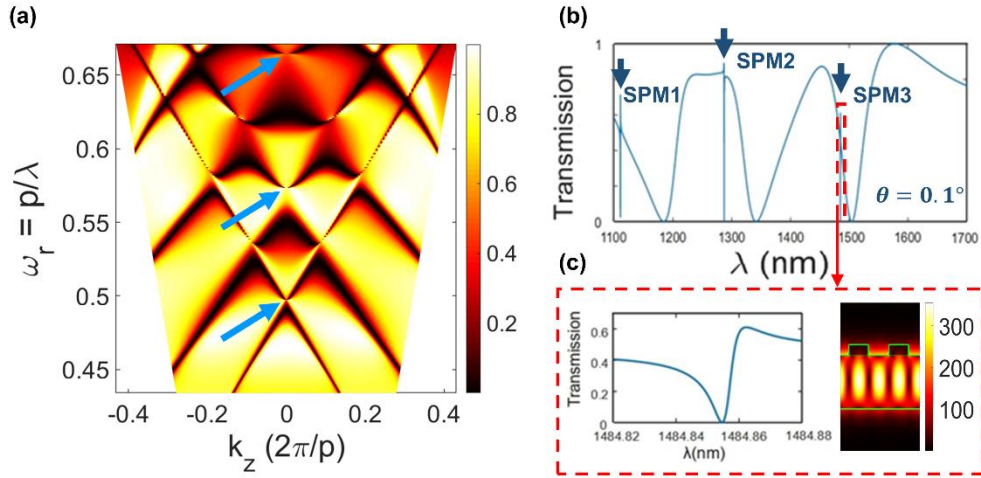 (a)
0.65
0.6
0.55
0.5
0.45
ω_r = p/λ
-0.4 -0.2 0 0.2 0.4
k_z (2π/p)
0.8
0.6
0.4
0.2
(b)
1
0
Transmission
SPM1
SPM2
SPM3
θ = 0.1°
1100 1200 1300 1400 1500 1600 1700
λ (nm)
(c)
0.6
0.4
0.2
0
Transmission
1484.82 1484.84 1484.86 1484.88
λ(nm)
300
200
100